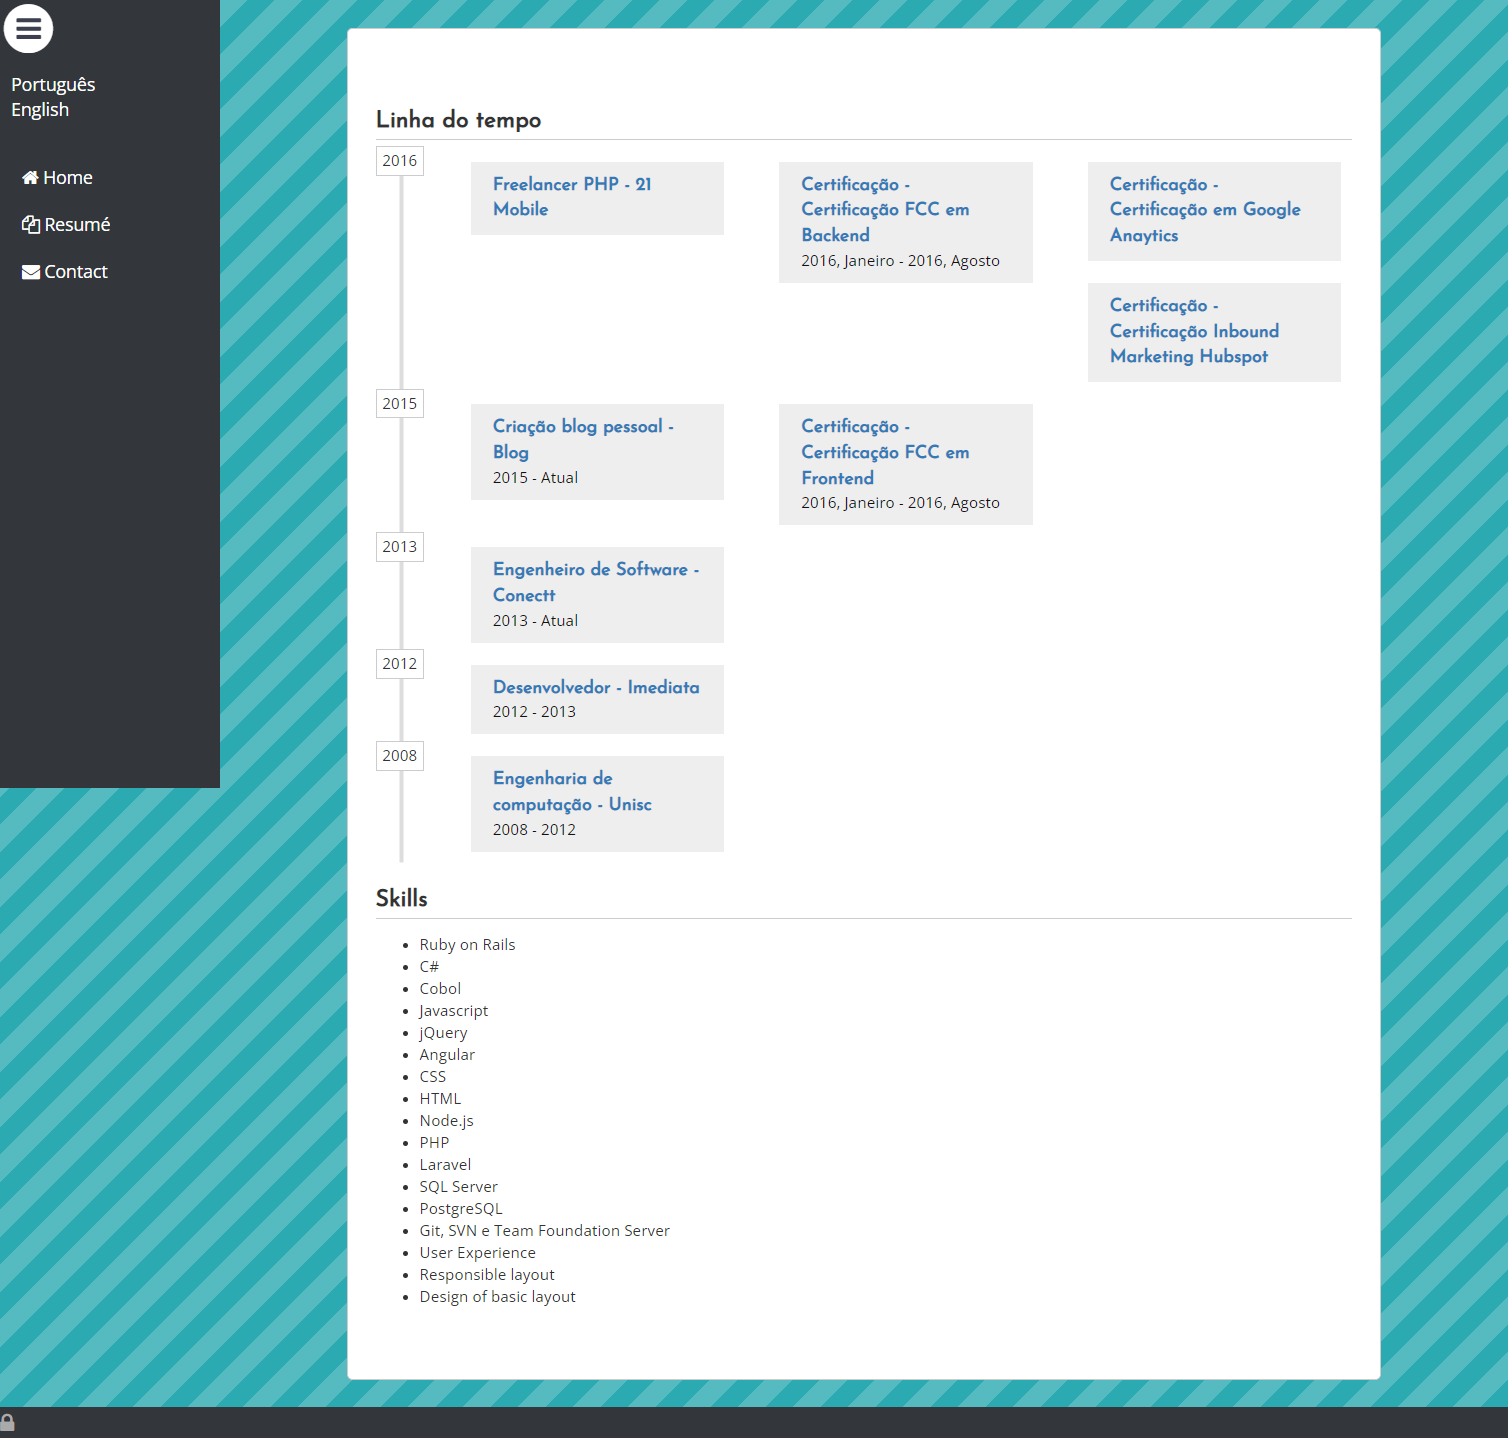 Português
English
Home
Resumé
Contact
Linha do tempo
2016
Freelancer PHP - 21
Mobile
Certificação -
Certificação FCC em
Backend
2016, Janeiro - 2016, Agosto
Certificação -
Certificação em Google
Anaytics
Certificação -
Certificação Inbound
Marketing Hubspot
2015
Criação blog pessoal -
Blog
2015 - Atual
Certificação -
Certificação FCC em
Frontend
2016, Janeiro - 2016, Agosto
2013
Engenheiro de Software -
Conectt
2013 - Atual
2012
Desenvolvedor - Imediata
2012 - 2013
2008
Engenharia de
computação - Unisc
2008 - 2012
Skills
Ruby on Rails
C#
Cobol
Javascript
jQuery
Angular
CSS
HTML
Node.js
PHP
Laravel
SQL Server
PostgreSQL
Git, SVN e Team Foundation Server
User Experience
Responsible layout
Design of basic layout